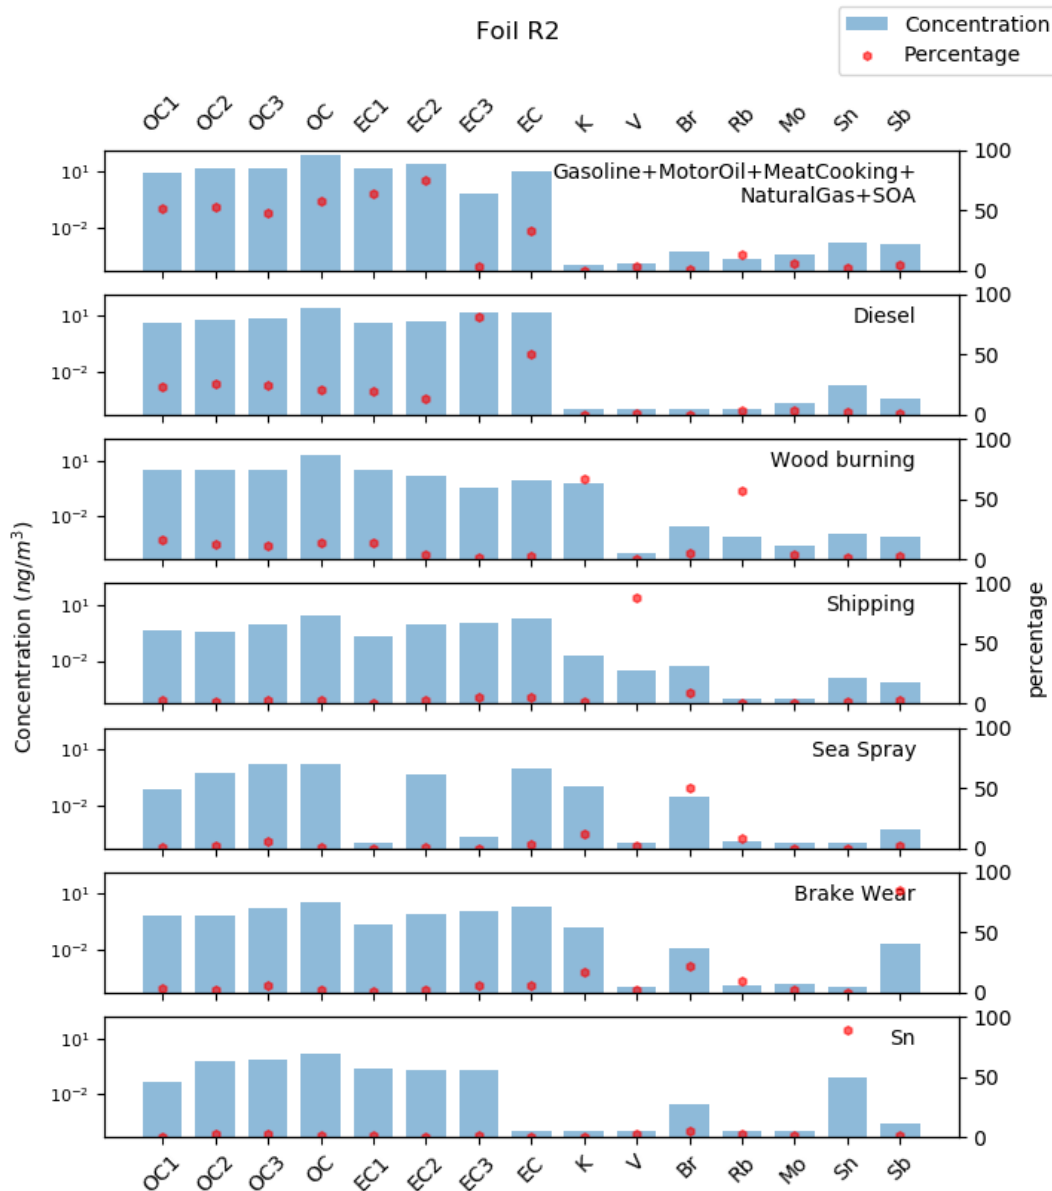 Foil R2
Concentration
Percentage
OC1 OC2 OC3 OC EC1 EC2 EC3 EC K V Br Rb Mo Sn Sb
Gasoline+MotorOil+MeatCooking+
NaturalGas+SOA
10^1
10^-2
100
50
0
Diesel
10^1
10^-2
100
50
0
Wood burning
10^1
10^-2
100
50
0
Shipping
10^1
10^-2
100
50
0
Sea Spray
10^1
10^-2
100
50
0
Brake Wear
10^1
10^-2
100
50
0
Sn
10^1
10^-2
100
50
0
Concentration (ng/m^3)
percentage
OC1 OC2 OC3 OC EC1 EC2 EC3 EC K V Br Rb Mo Sn Sb